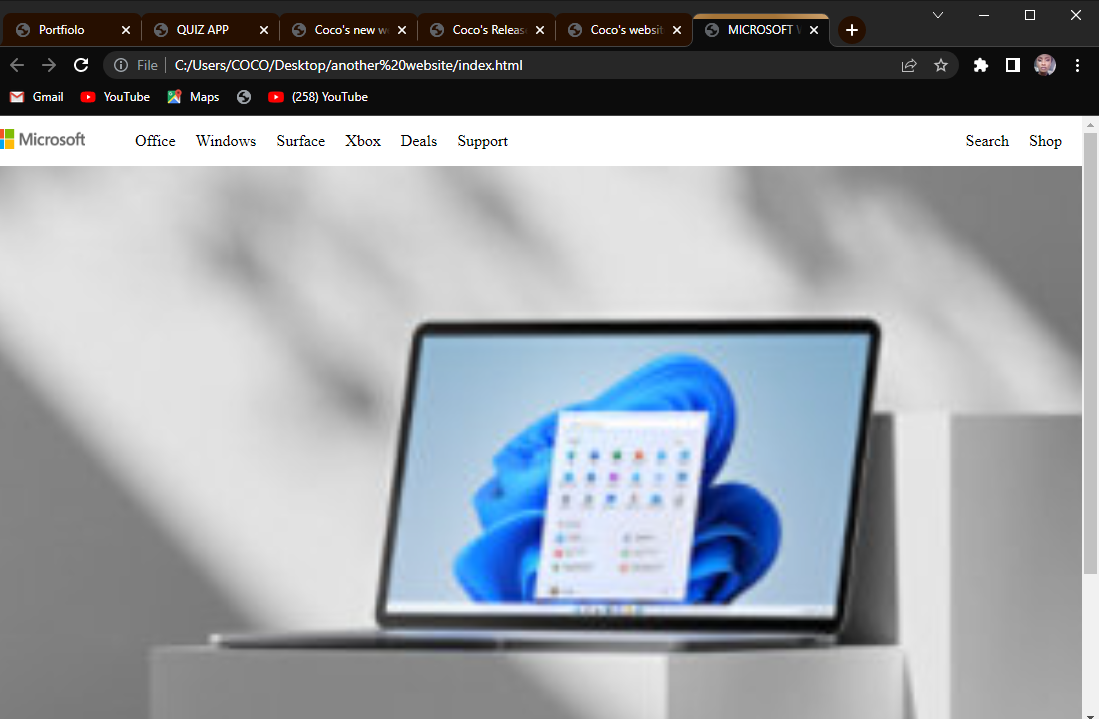 Portfiolo QUIZ APP Coco's new w Coco's Releas Coco's websit MICROSOFT
File C:/Users/COCO/Desktop/another%20website/index.html
Gmail YouTube Maps (258) YouTube
Microsoft Office Windows Surface Xbox Deals Support Search Shop